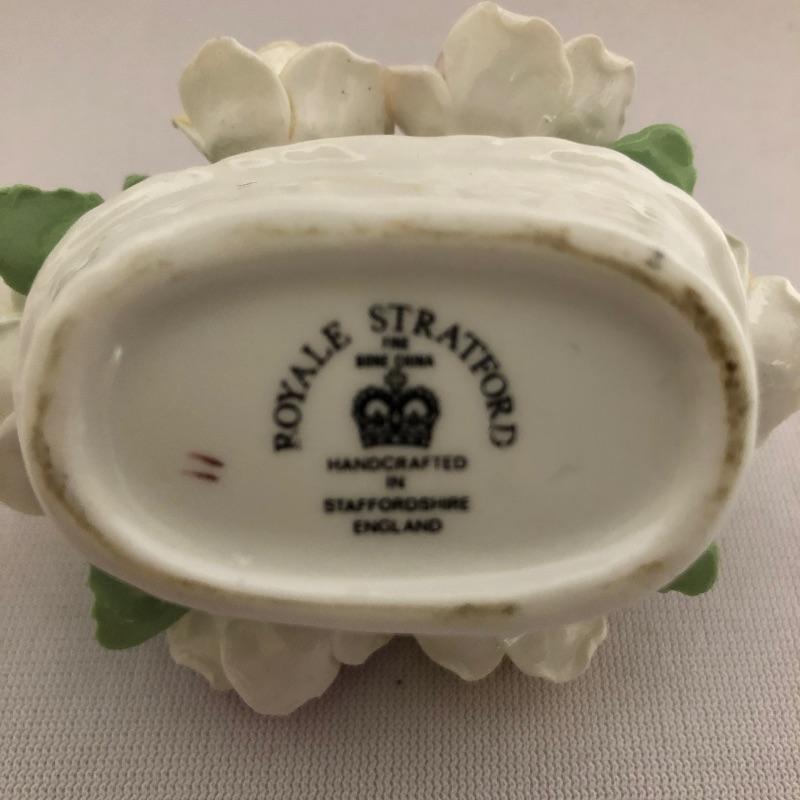 ROYALE STRATFORD
FINE
BONE CHINA
HANDCRAFTED
IN
STAFFORDSHIRE
ENGLAND